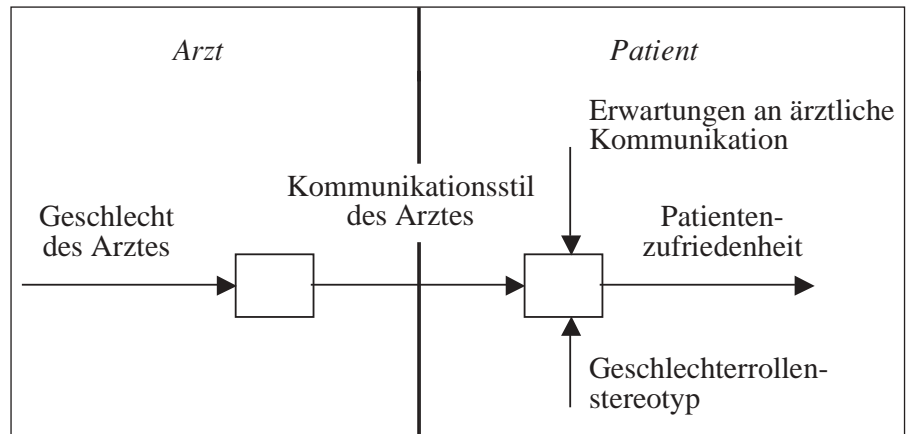 Arzt
Patient
Erwartungen an ärztliche
Kommunikation
Kommunikationsstil
des Arztes
Geschlecht
des Arztes
Patienten-
zufriedenheit
Geschlechterrollen-
stereotyp